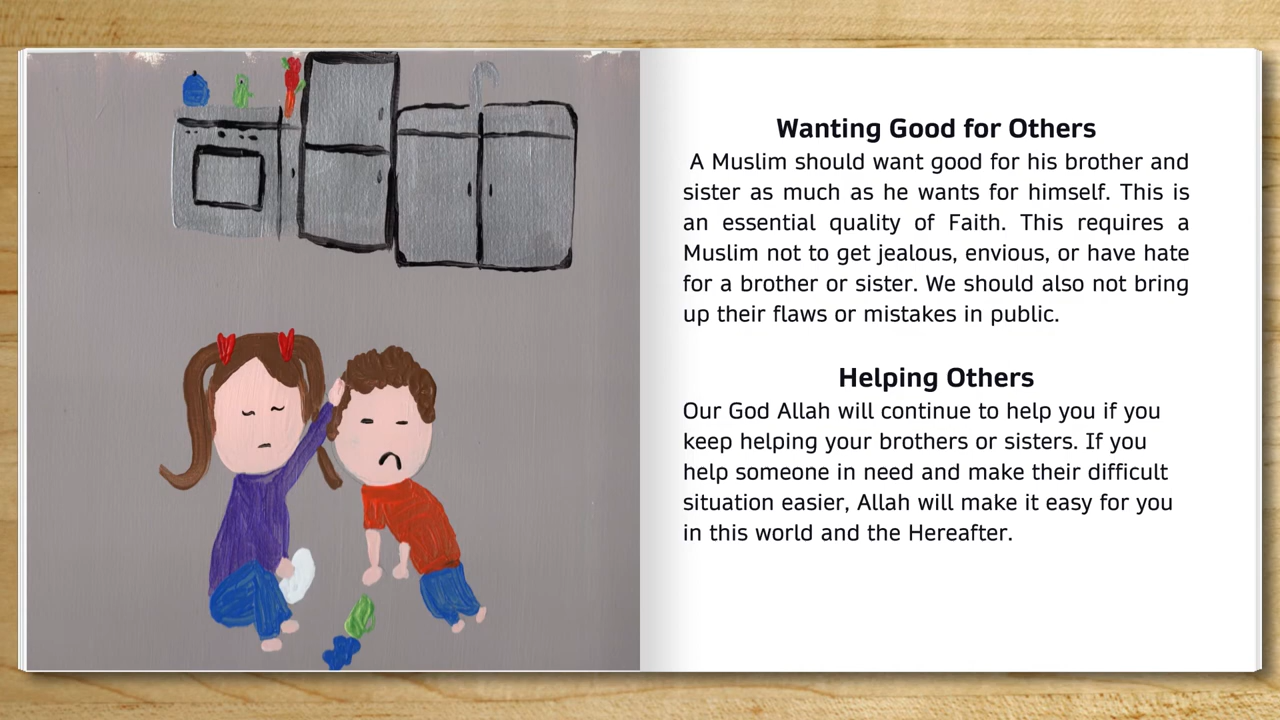 Wanting Good for Others
A Muslim should want good for his brother and
sister as much as he wants for himself. This is
an essential quality of Faith. This requires a
Muslim not to get jealous, envious, or have hate
for a brother or sister. We should also not bring
up their flaws or mistakes in public.
Helping Others
Our God Allah will continue to help you if you
keep helping your brothers or sisters. If you
help someone in need and make their difficult
situation easier, Allah will make it easy for you
in this world and the Hereafter.